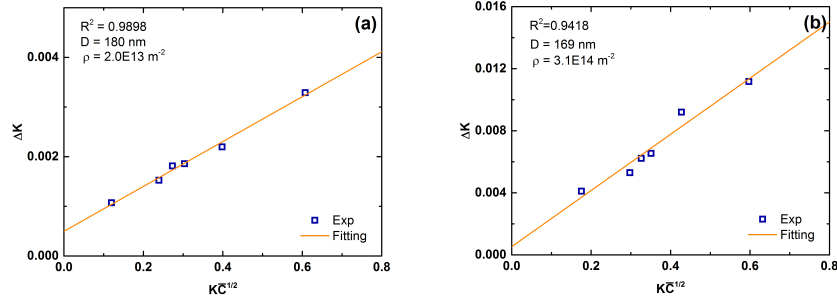 (a)
R² = 0.9898
D = 180 nm
ρ = 2.0E13 m⁻²
0.004
0.002
0.000
ΔK
Exp
Fitting
0.0 0.2 0.4 0.6 0.8
KC̅^1/2
(b)
R²=0.9418
D = 169 nm
ρ = 3.1E14 m⁻²
0.016
0.012
0.008
0.004
0.000
ΔK
Exp
Fitting
0.0 0.2 0.4 0.6 0.8
KC̅^1/2